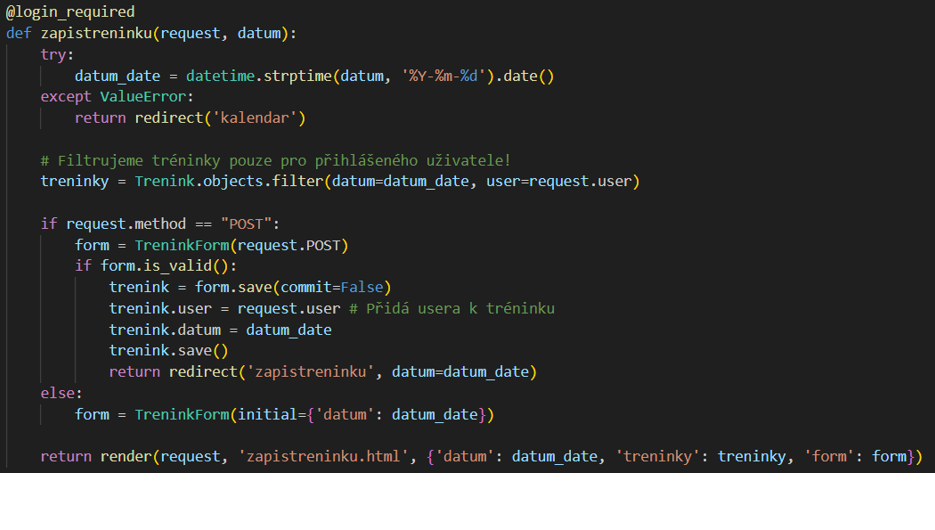 @login_required
def zapistreninku(request, datum):
    try:
        datum_date = datetime.strptime(datum, '%Y-%m-%d').date()
    except ValueError:
        return redirect('kalendar')

    # Filtrujeme tréninky pouze pro přihlášeného uživatele!
    treninky = Trenink.objects.filter(datum=datum_date, user=request.user)

    if request.method == "POST":
        form = TreninkForm(request.POST)
        if form.is_valid():
            trenink = form.save(commit=False)
            trenink.user = request.user # Přidá usera k tréninku
            trenink.datum = datum_date
            trenink.save()
            return redirect('zapistreninku', datum=datum_date)
    else:
        form = TreninkForm(initial={'datum': datum_date})

    return render(request, 'zapistreninku.html', {'datum': datum_date, 'treninky': treninky, 'form': form})